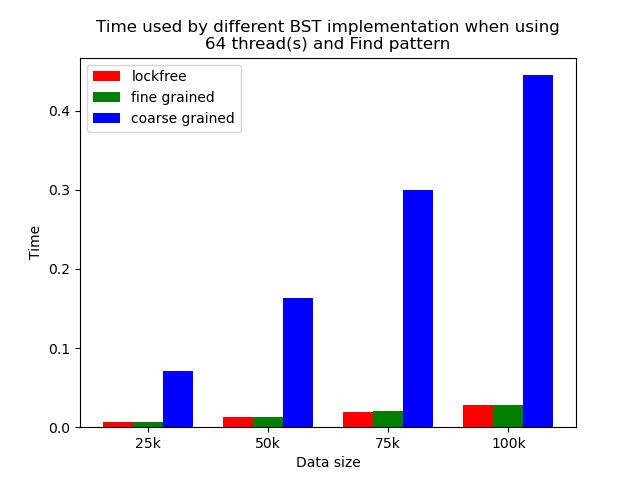 Time used by different BST implementation when using
64 thread(s) and Find pattern
lockfree
fine grained
coarse grained
0.4
0.3
0.2
0.1
0.0
Time
25k
50k
75k
100k
Data size